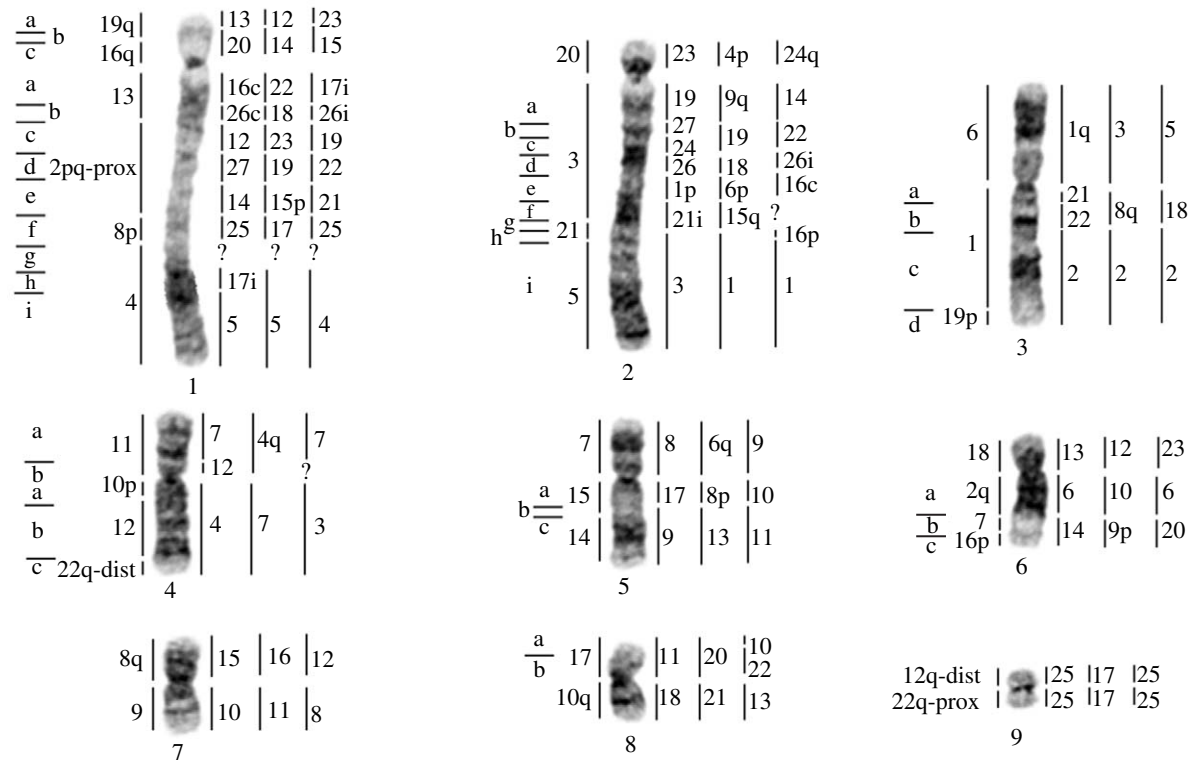 a
b
c
19q
13
12
23
16q
20
14
15
a
13
16c
22
17i
b
26c
18
26i
c
12
23
19
d
2pq-prox
27
19
22
e
14
15p
21
f
8p
25
17
25
g
?
?
?
h
17i
i
4
5
5
4
1
20
23
4p
24q
a
19
9q
14
b
27
19
22
c
3
24
d
26
18
26i
e
1p
6p
16c
f
21i
15q
?
g
21
16p
h
i
5
3
1
1
2
6
1q
3
5
a
21
b
22
8q
18
1
c
2
2
2
d
19p
3
a
11
7
4q
7
b
12
?
a
10p
b
12
4
7
3
c
22q-dist
4
7
8
6q
9
a
15
17
8p
10
b
c
14
9
13
11
5
18
13
12
23
a
2q
6
10
6
b
7
14
9p
20
c
16p
6
8q
15
16
12
9
10
11
8
7
a
17
11
20
10
b
22
10q
18
21
13
8
12q-dist
25
17
25
22q-prox
25
17
25
9